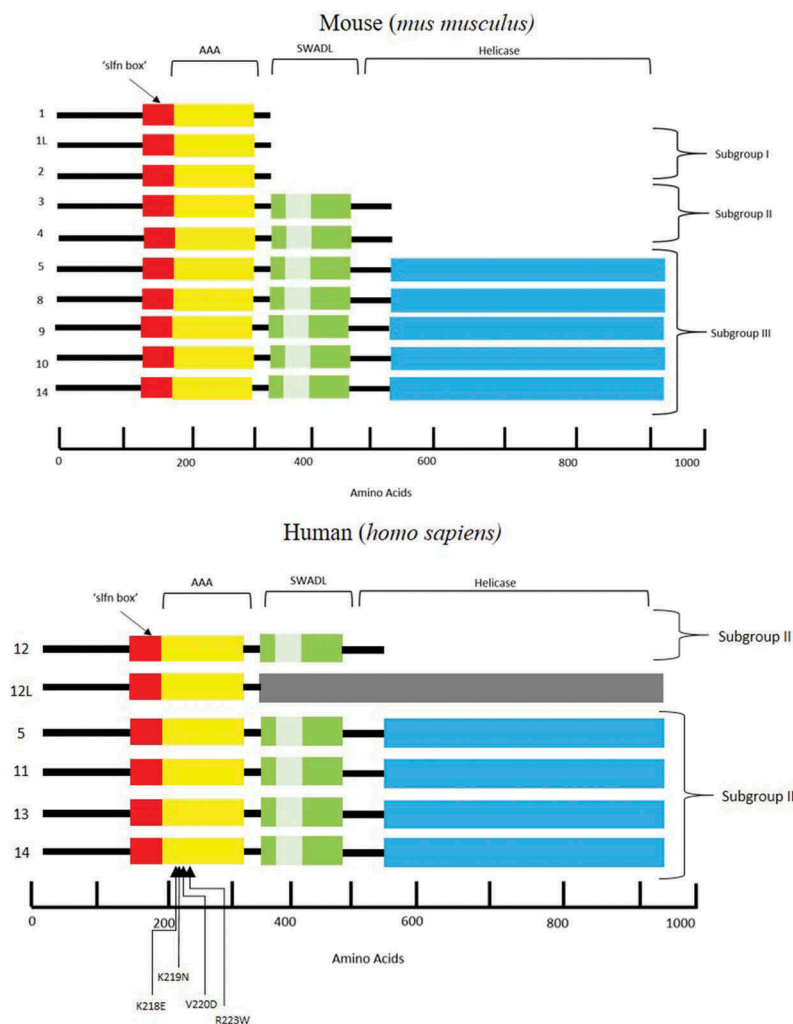 Mouse (mus musculus)
AAA
SWADL
Helicase
'slfn box'
1
1L
2
3
4
5
8
9
10
14
Subgroup I
Subgroup II
Subgroup III
0
200
400
600
800
1000
Amino Acids
Human (homo sapiens)
AAA
SWADL
Helicase
'slfn box'
12
12L
5
11
13
14
Subgroup II
Subgroup II
0
200
400
600
800
1000
Amino Acids
K219N
K218E
V220D
R223W